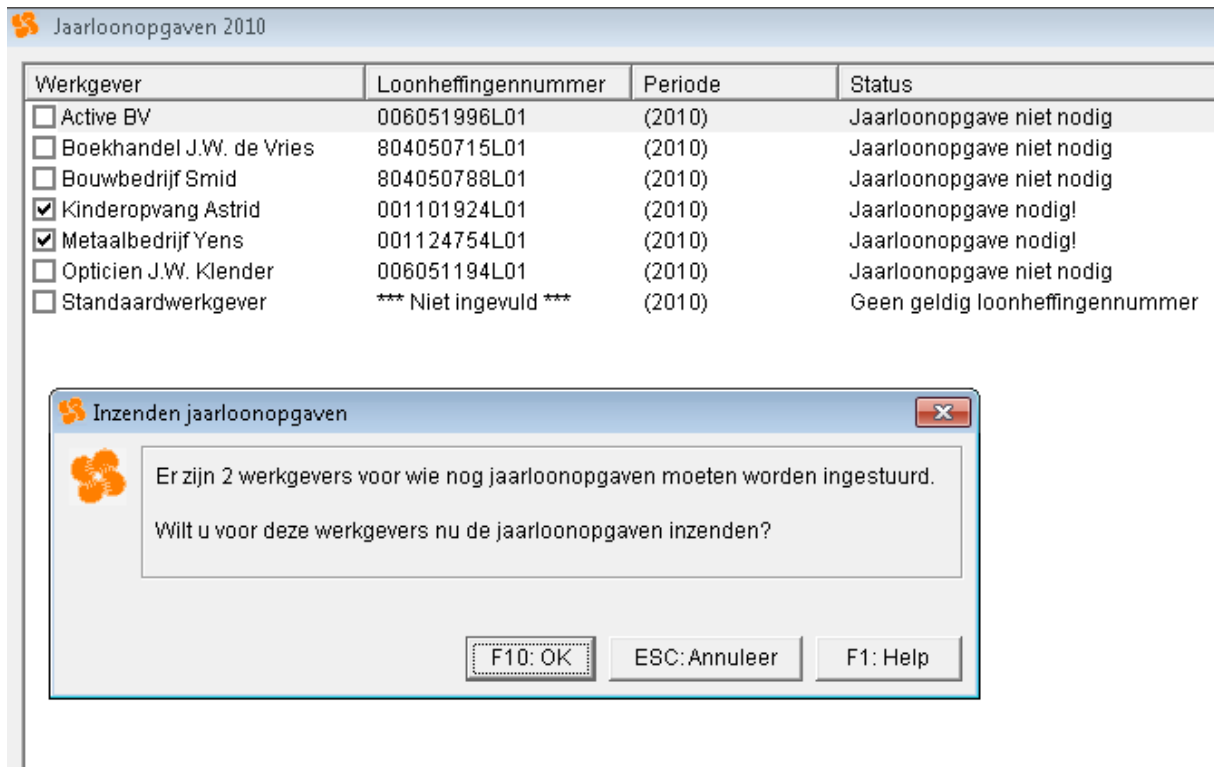 Jaarloonopgaven 2010
Werkgever Loonheffingennummer Periode Status
Active BV 006051996L01 (2010) Jaarloonopgave niet nodig
Boekhandel J.W. de Vries 804050715L01 (2010) Jaarloonopgave niet nodig
Bouwbedrijf Smid 804050788L01 (2010) Jaarloonopgave niet nodig
Kinderopvang Astrid 001101924L01 (2010) Jaarloonopgave nodig!
Metaalbedrijf Yens 001124754L01 (2010) Jaarloonopgave nodig!
Opticien J.W. Klender 006051194L01 (2010) Jaarloonopgave niet nodig
Standaardwerkgever *** Niet ingevuld *** (2010) Geen geldig loonheffingennummer
Inzenden jaarloonopgaven
Er zijn 2 werkgevers voor wie nog jaarloonopgaven moeten worden ingestuurd.
Wilt u voor deze werkgevers nu de jaarloonopgaven inzenden?
F10: OK ESC: Annuleer F1: Help